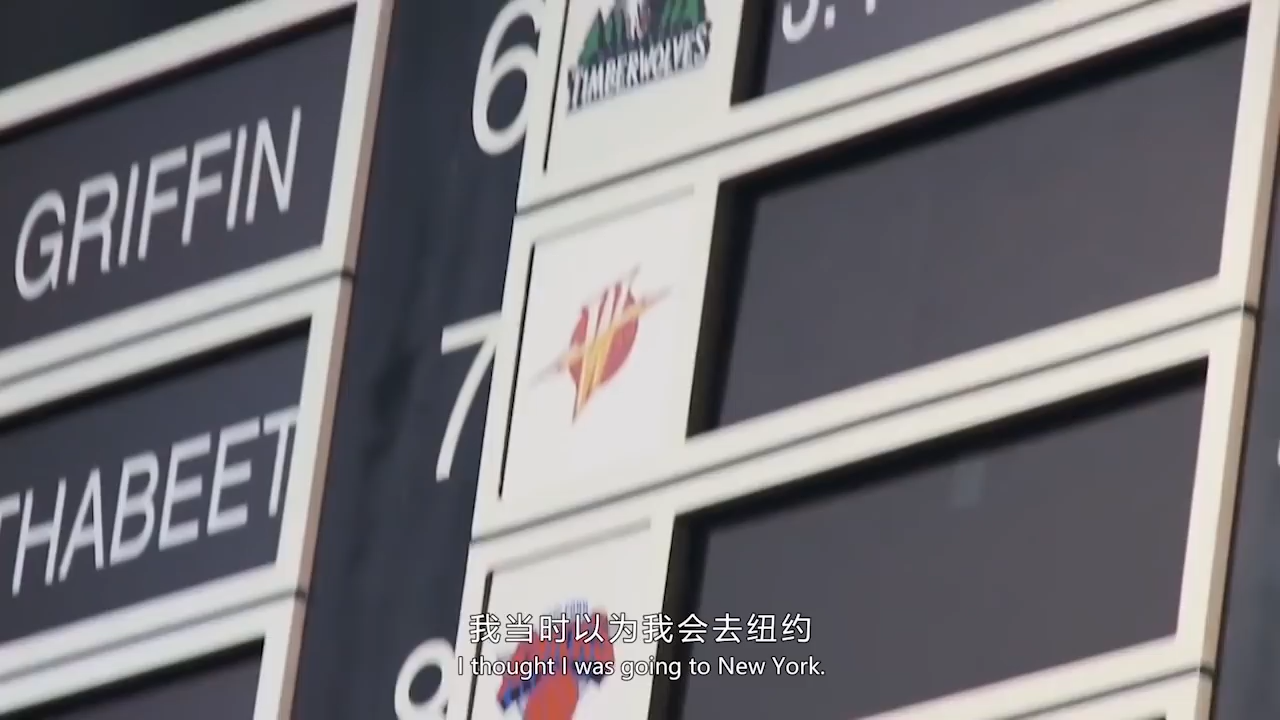 6
TIMBERWOLVES
GRIFFIN
7
THABEET
8
我当时以为我会去纽约
I thought I was going to New York.